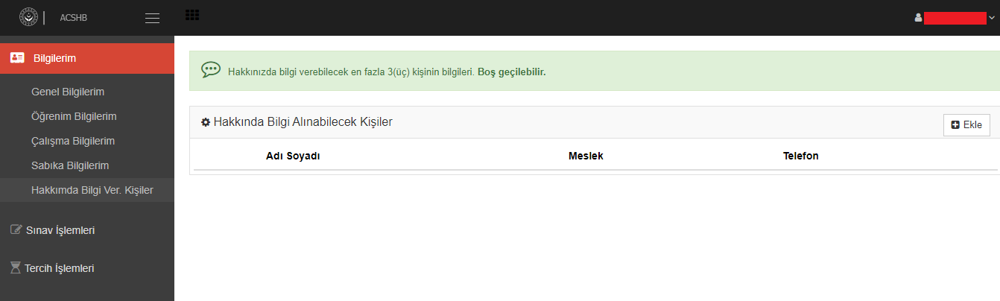 ACSHB
Bilgilerim
Genel Bilgilerim
Öğrenim Bilgilerim
Çalışma Bilgilerim
Sabıka Bilgilerim
Hakkımda Bilgi Ver. Kişiler
Sınav İşlemleri
Tercih İşlemleri
Hakkınızda bilgi verebilecek en fazla 3(üç) kişinin bilgileri. Boş geçilebilir.
Hakkında Bilgi Alınabilecek Kişiler
Ekle
Adı Soyadı Meslek Telefon